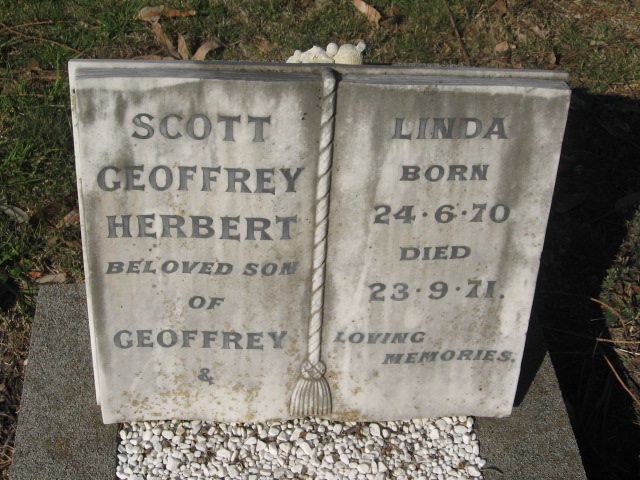 SCOTT
GEOFFREY
HERBERT
BELOVED SON
OF
GEOFFREY
&
LINDA
BORN
24·6·70
DIED
23·9·71.
LOVING
MEMORIES.